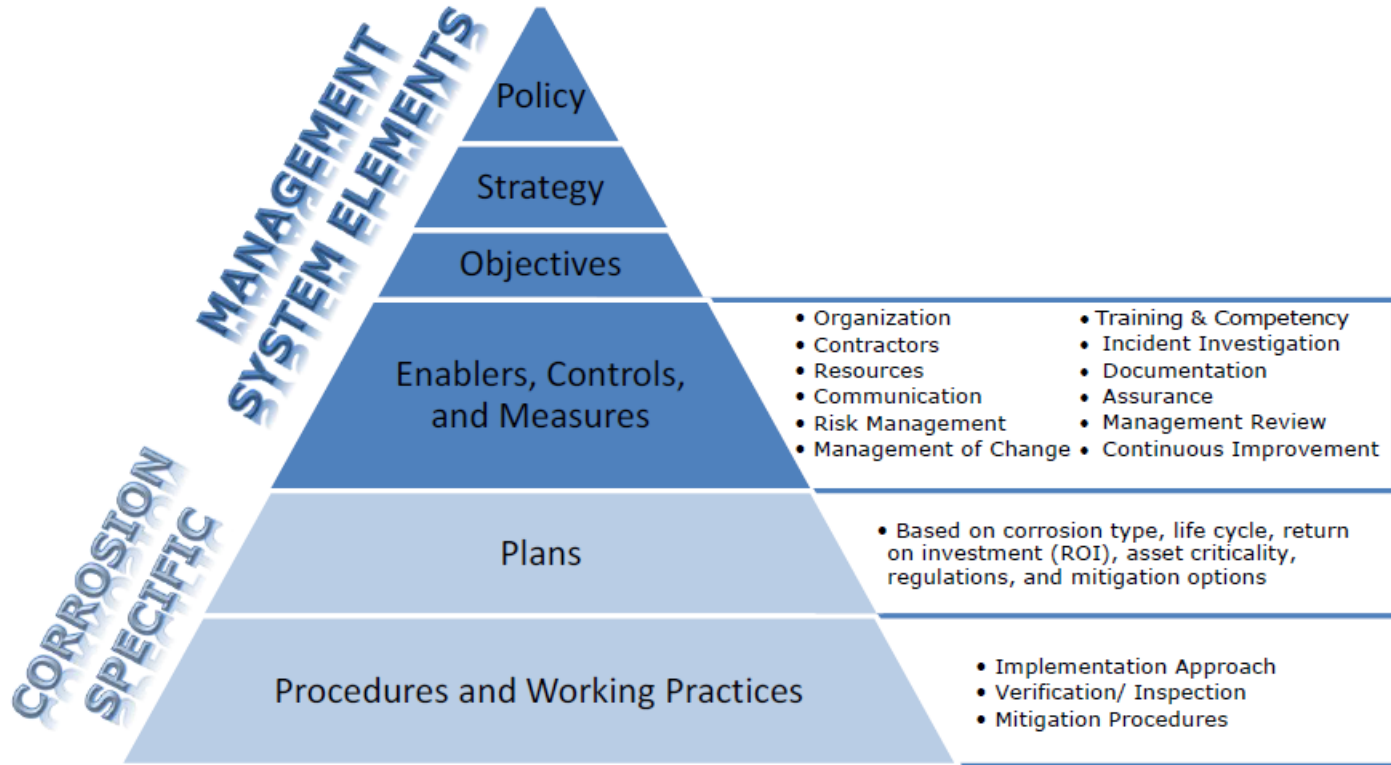 MANAGEMENT
SYSTEM ELEMENTS
CORROSION
SPECIFIC
Policy
Strategy
Objectives
Enablers, Controls,
and Measures
• Organization
• Contractors
• Resources
• Communication
• Risk Management
• Management of Change
• Training & Competency
• Incident Investigation
• Documentation
• Assurance
• Management Review
• Continuous Improvement
Plans
• Based on corrosion type, life cycle, return
on investment (ROI), asset criticality,
regulations, and mitigation options
Procedures and Working Practices
• Implementation Approach
• Verification/ Inspection
• Mitigation Procedures